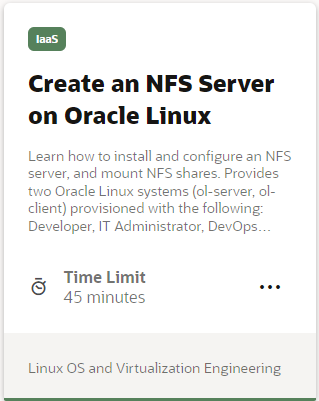 IaaS
Create an NFS Server
on Oracle Linux
Learn how to install and configure an NFS
server, and mount NFS shares. Provides
two Oracle Linux systems (ol-server, ol-
client) provisioned with the following:
Developer, IT Administrator, DevOps...
Time Limit
45 minutes
Linux OS and Virtualization Engineering